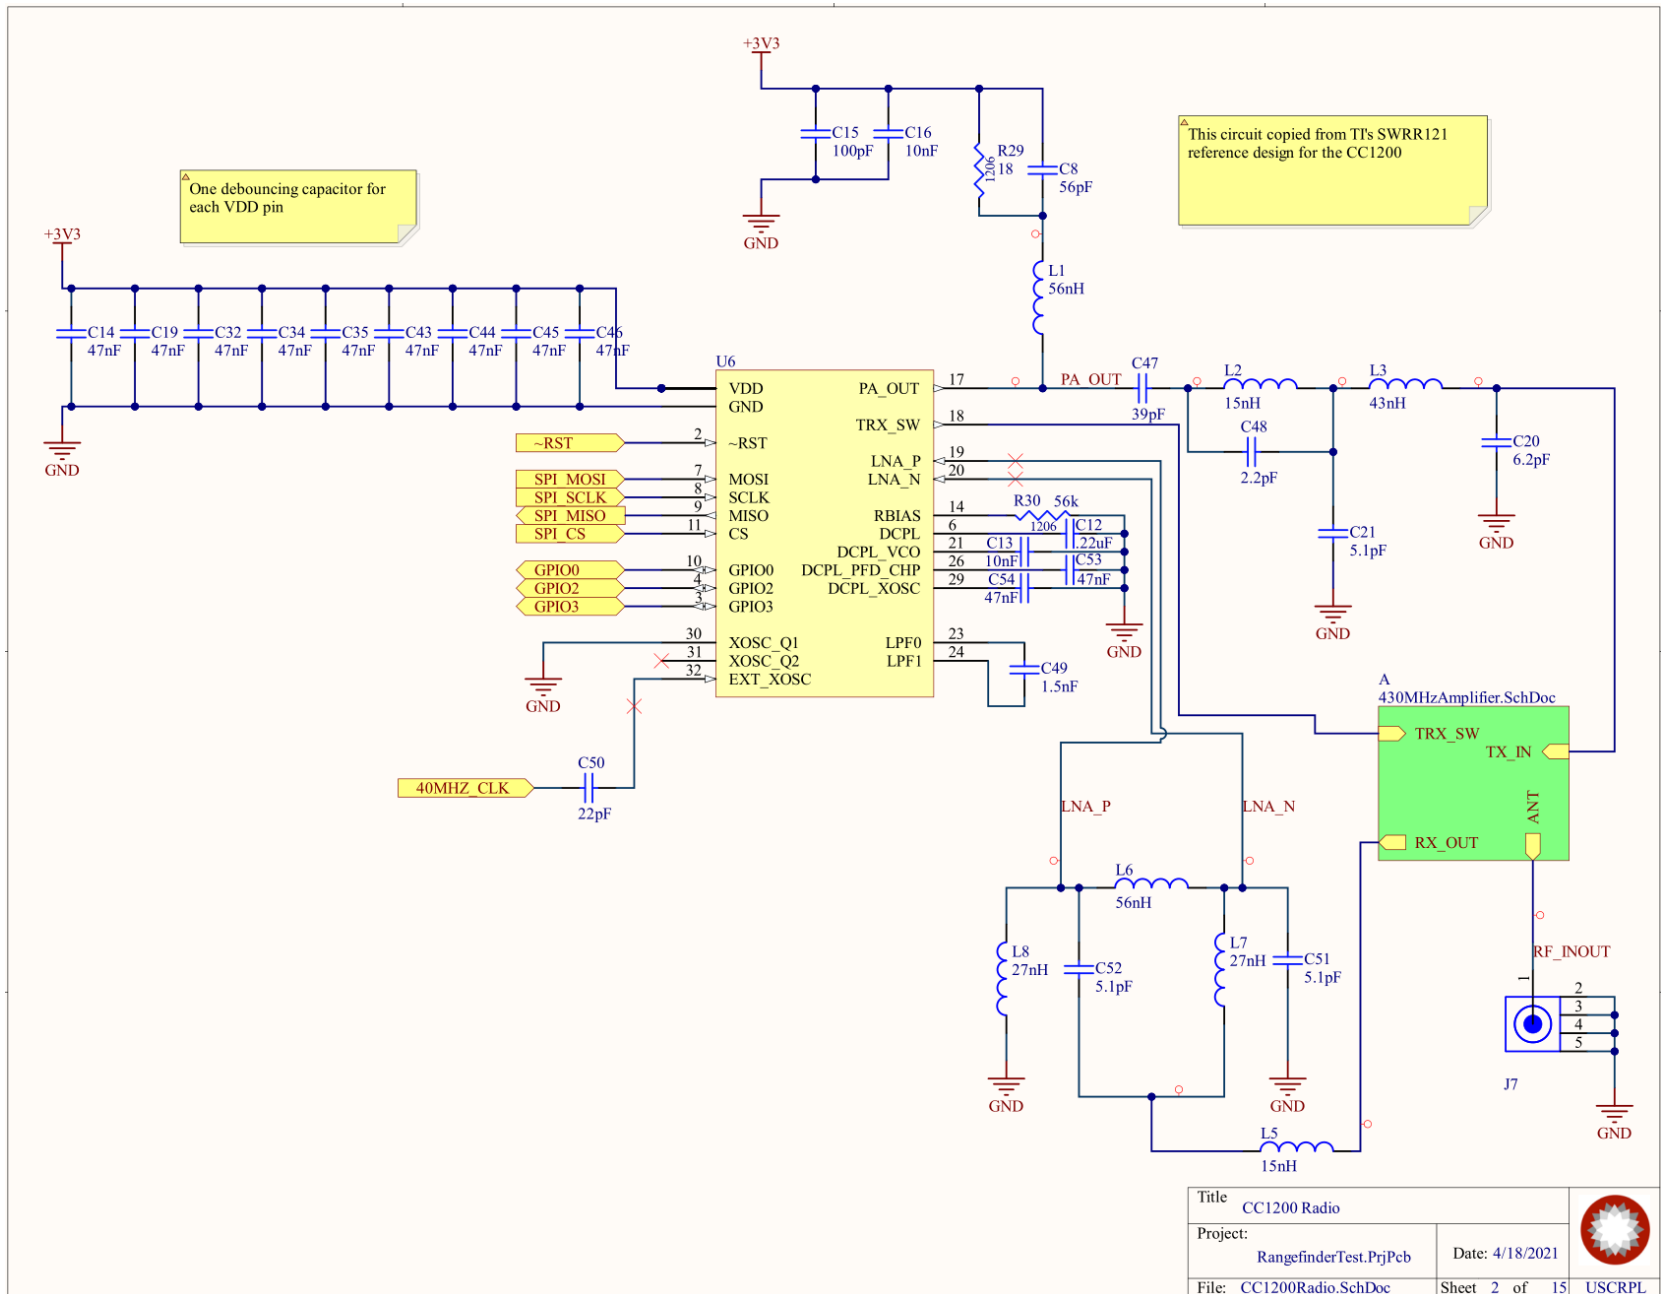 +3V3
C15
100pF
C16
10nF
R29
18
1206
C8
56pF
GND
This circuit copied from TI's SWRR121
reference design for the CC1200
One debouncing capacitor for
each VDD pin
+3V3
L1
56nH
C14
47nF
C19
47nF
C32
47nF
C34
47nF
C35
47nF
C43
47nF
C44
47nF
C45
47nF
C46
47nF
GND
U6
VDD
GND
2
~RST
~RST
SPI_MOSI
7
MOSI
SPI_SCLK
8
SCLK
SPI_MISO
9
MISO
SPI_CS
11
CS
GPIO0
10
GPIO0
GPIO2
4
GPIO2
GPIO3
3
GPIO3
30
XOSC_Q1
31
XOSC_Q2
32
EXT_XOSC
GND
40MHZ_CLK
C50
22pF
PA_OUT
17
TRX_SW
18
LNA_P
19
LNA_N
20
RBIAS
14
DCPL
6
DCPL_VCO
21
DCPL_PFD_CHP
26
DCPL_XOSC
29
LPF0
23
LPF1
24
R30
56k
1206
C12
.22uF
C13
10nF
C53
47nF
C54
47nF
GND
C49
1.5nF
PA_OUT
C47
39pF
L2
15nH
C48
2.2pF
L3
43nH
C20
6.2pF
GND
C21
5.1pF
GND
A
430MHzAmplifier.SchDoc
TRX_SW
TX_IN
ANT
RX_OUT
LNA_P
LNA_N
L6
56nH
L8
27nH
C52
5.1pF
L7
27nH
C51
5.1pF
GND
GND
L5
15nH
RF_INOUT
1
2
3
4
5
J7
GND
Title
CC1200 Radio
Project:
RangefinderTest.PrjPcb
Date: 4/18/2021
File: CC1200Radio.SchDoc
Sheet 2 of 15
USCRPL